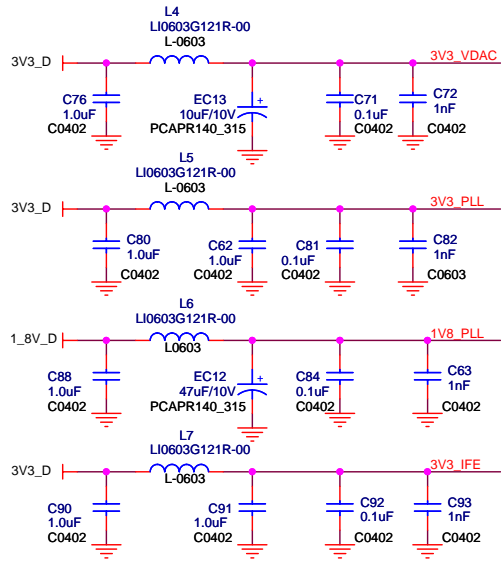 L4
LI0603G121R-00
L-0603
3V3_D
3V3_VDAC
C76
1.0uF
C0402
EC13
10uF/10V
PCAPR140_315
+
C71
0.1uF
C0402
C72
1nF
C0402
L5
LI0603G121R-00
L-0603
3V3_D
3V3_PLL
C80
1.0uF
C0402
C62
1.0uF
C0402
C81
0.1uF
C0402
C82
1nF
C0603
L6
LI0603G121R-00
L0603
1_8V_D
1V8_PLL
C88
1.0uF
C0402
EC12
47uF/10V
PCAPR140_315
+
C84
0.1uF
C0402
C63
1nF
C0402
L7
LI0603G121R-00
L-0603
3V3_D
3V3_IFE
C90
1.0uF
C0402
C91
1.0uF
C0402
C92
0.1uF
C0402
C93
1nF
C0402